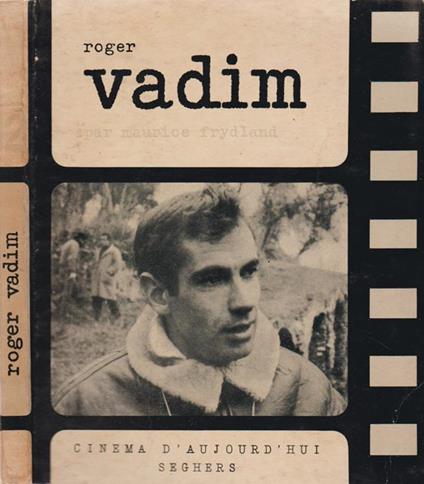 roger
vadim
par maurice frydland
roger vadim
CINEMA D'AUJOURD'HUI
SEGHERS